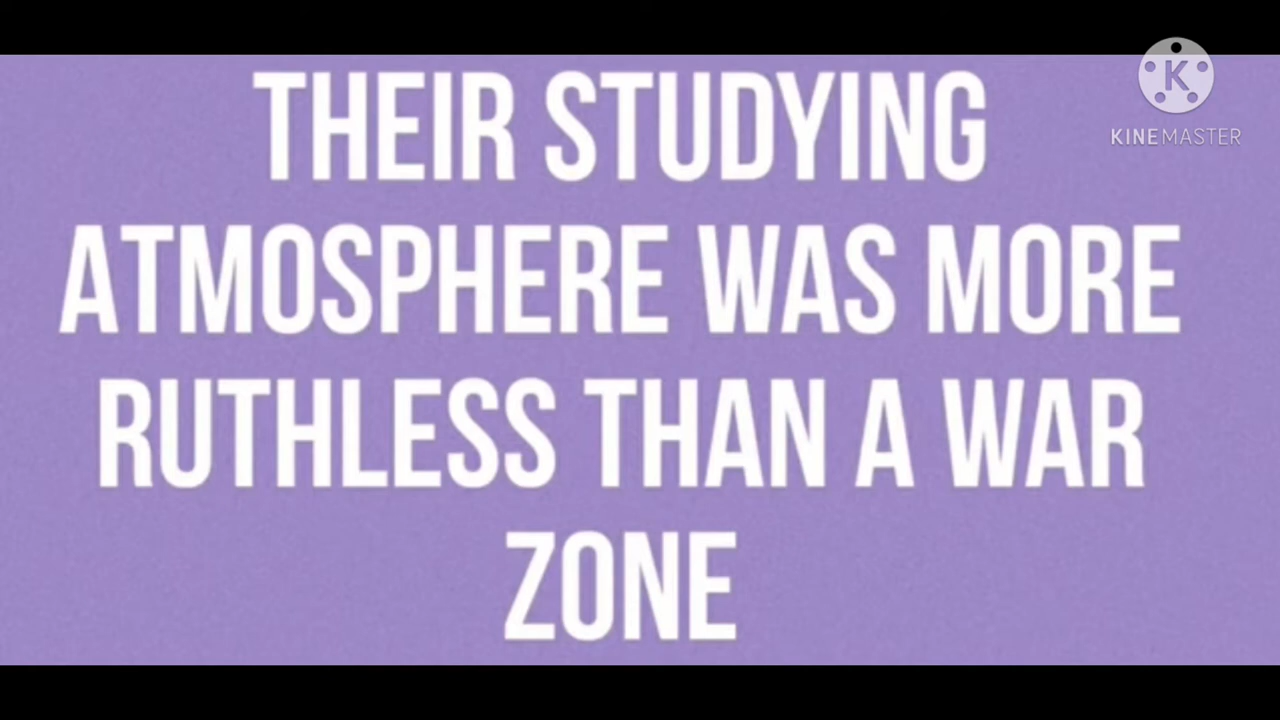 THEIR STUDYING
ATMOSPHERE WAS MORE
RUTHLESS THAN A WAR
ZONE
K
KINEMASTER